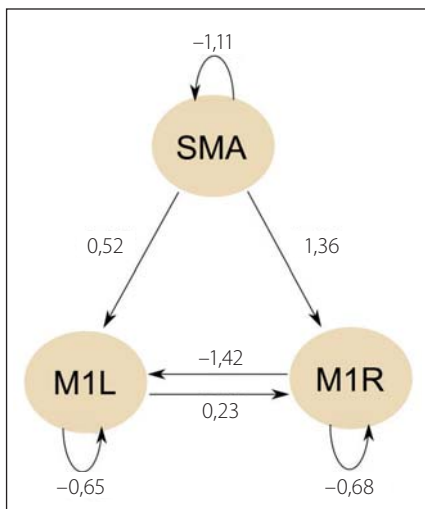 –1,11
SMA
0,52
1,36
–1,42
M1L
M1R
0,23
–0,65
–0,68